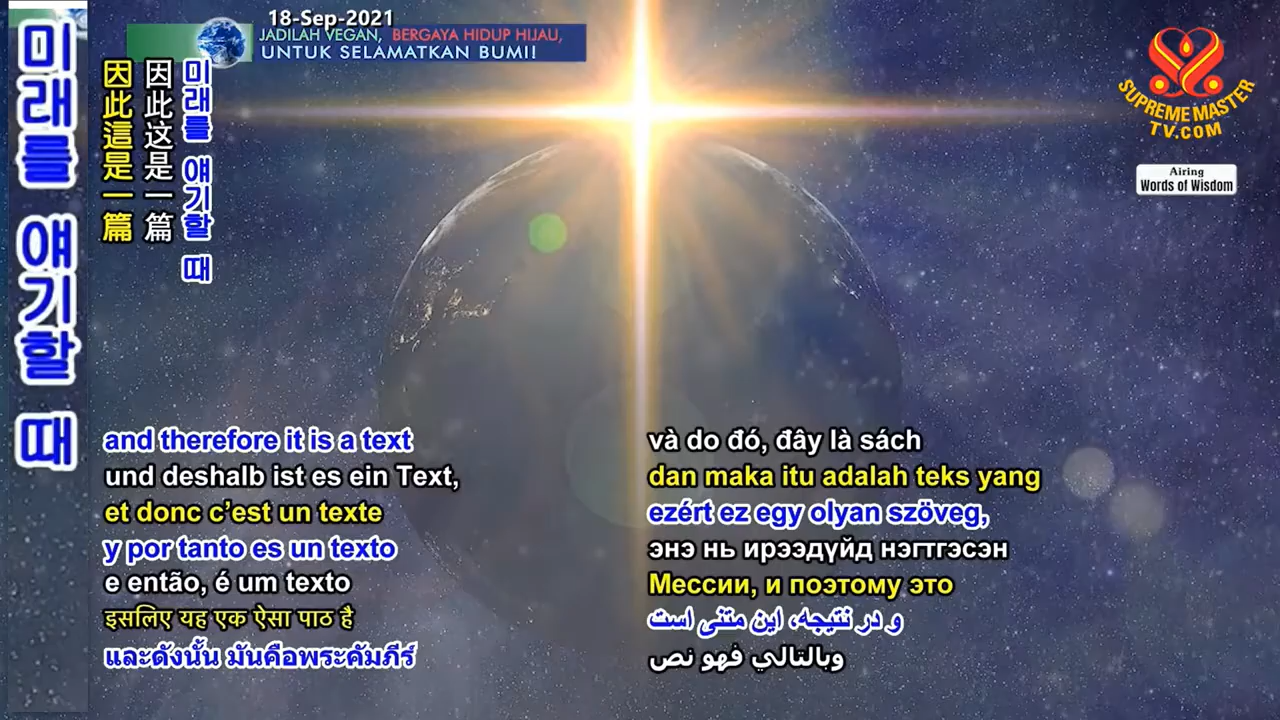 18-Sep-2021
JADILAH VEGAN, BERGAYA HIDUP HIJAU,
UNTUK SELAMATKAN BUMI!
SUPREME MASTER
TV.COM
Airing
Words of Wisdom
미래를 얘기할 때
因此這是一篇
因此这是一篇
미래를 얘기할 때
and therefore it is a text
und deshalb ist es ein Text,
et donc c’est un texte
y por tanto es un texto
e então, é um texto
इसलिए यह एक ऐसा पाठ है
และดังนั้น มันคือพระคัมภีร์
và do đó, đây là sách
dan maka itu adalah teks yang
ezért ez egy olyan szöveg,
энэ нь ирээдүйд нэгтгэсэн
Мессии, и поэтому это
و در نتیجه، این متنی است
وبالتالي فهو نص